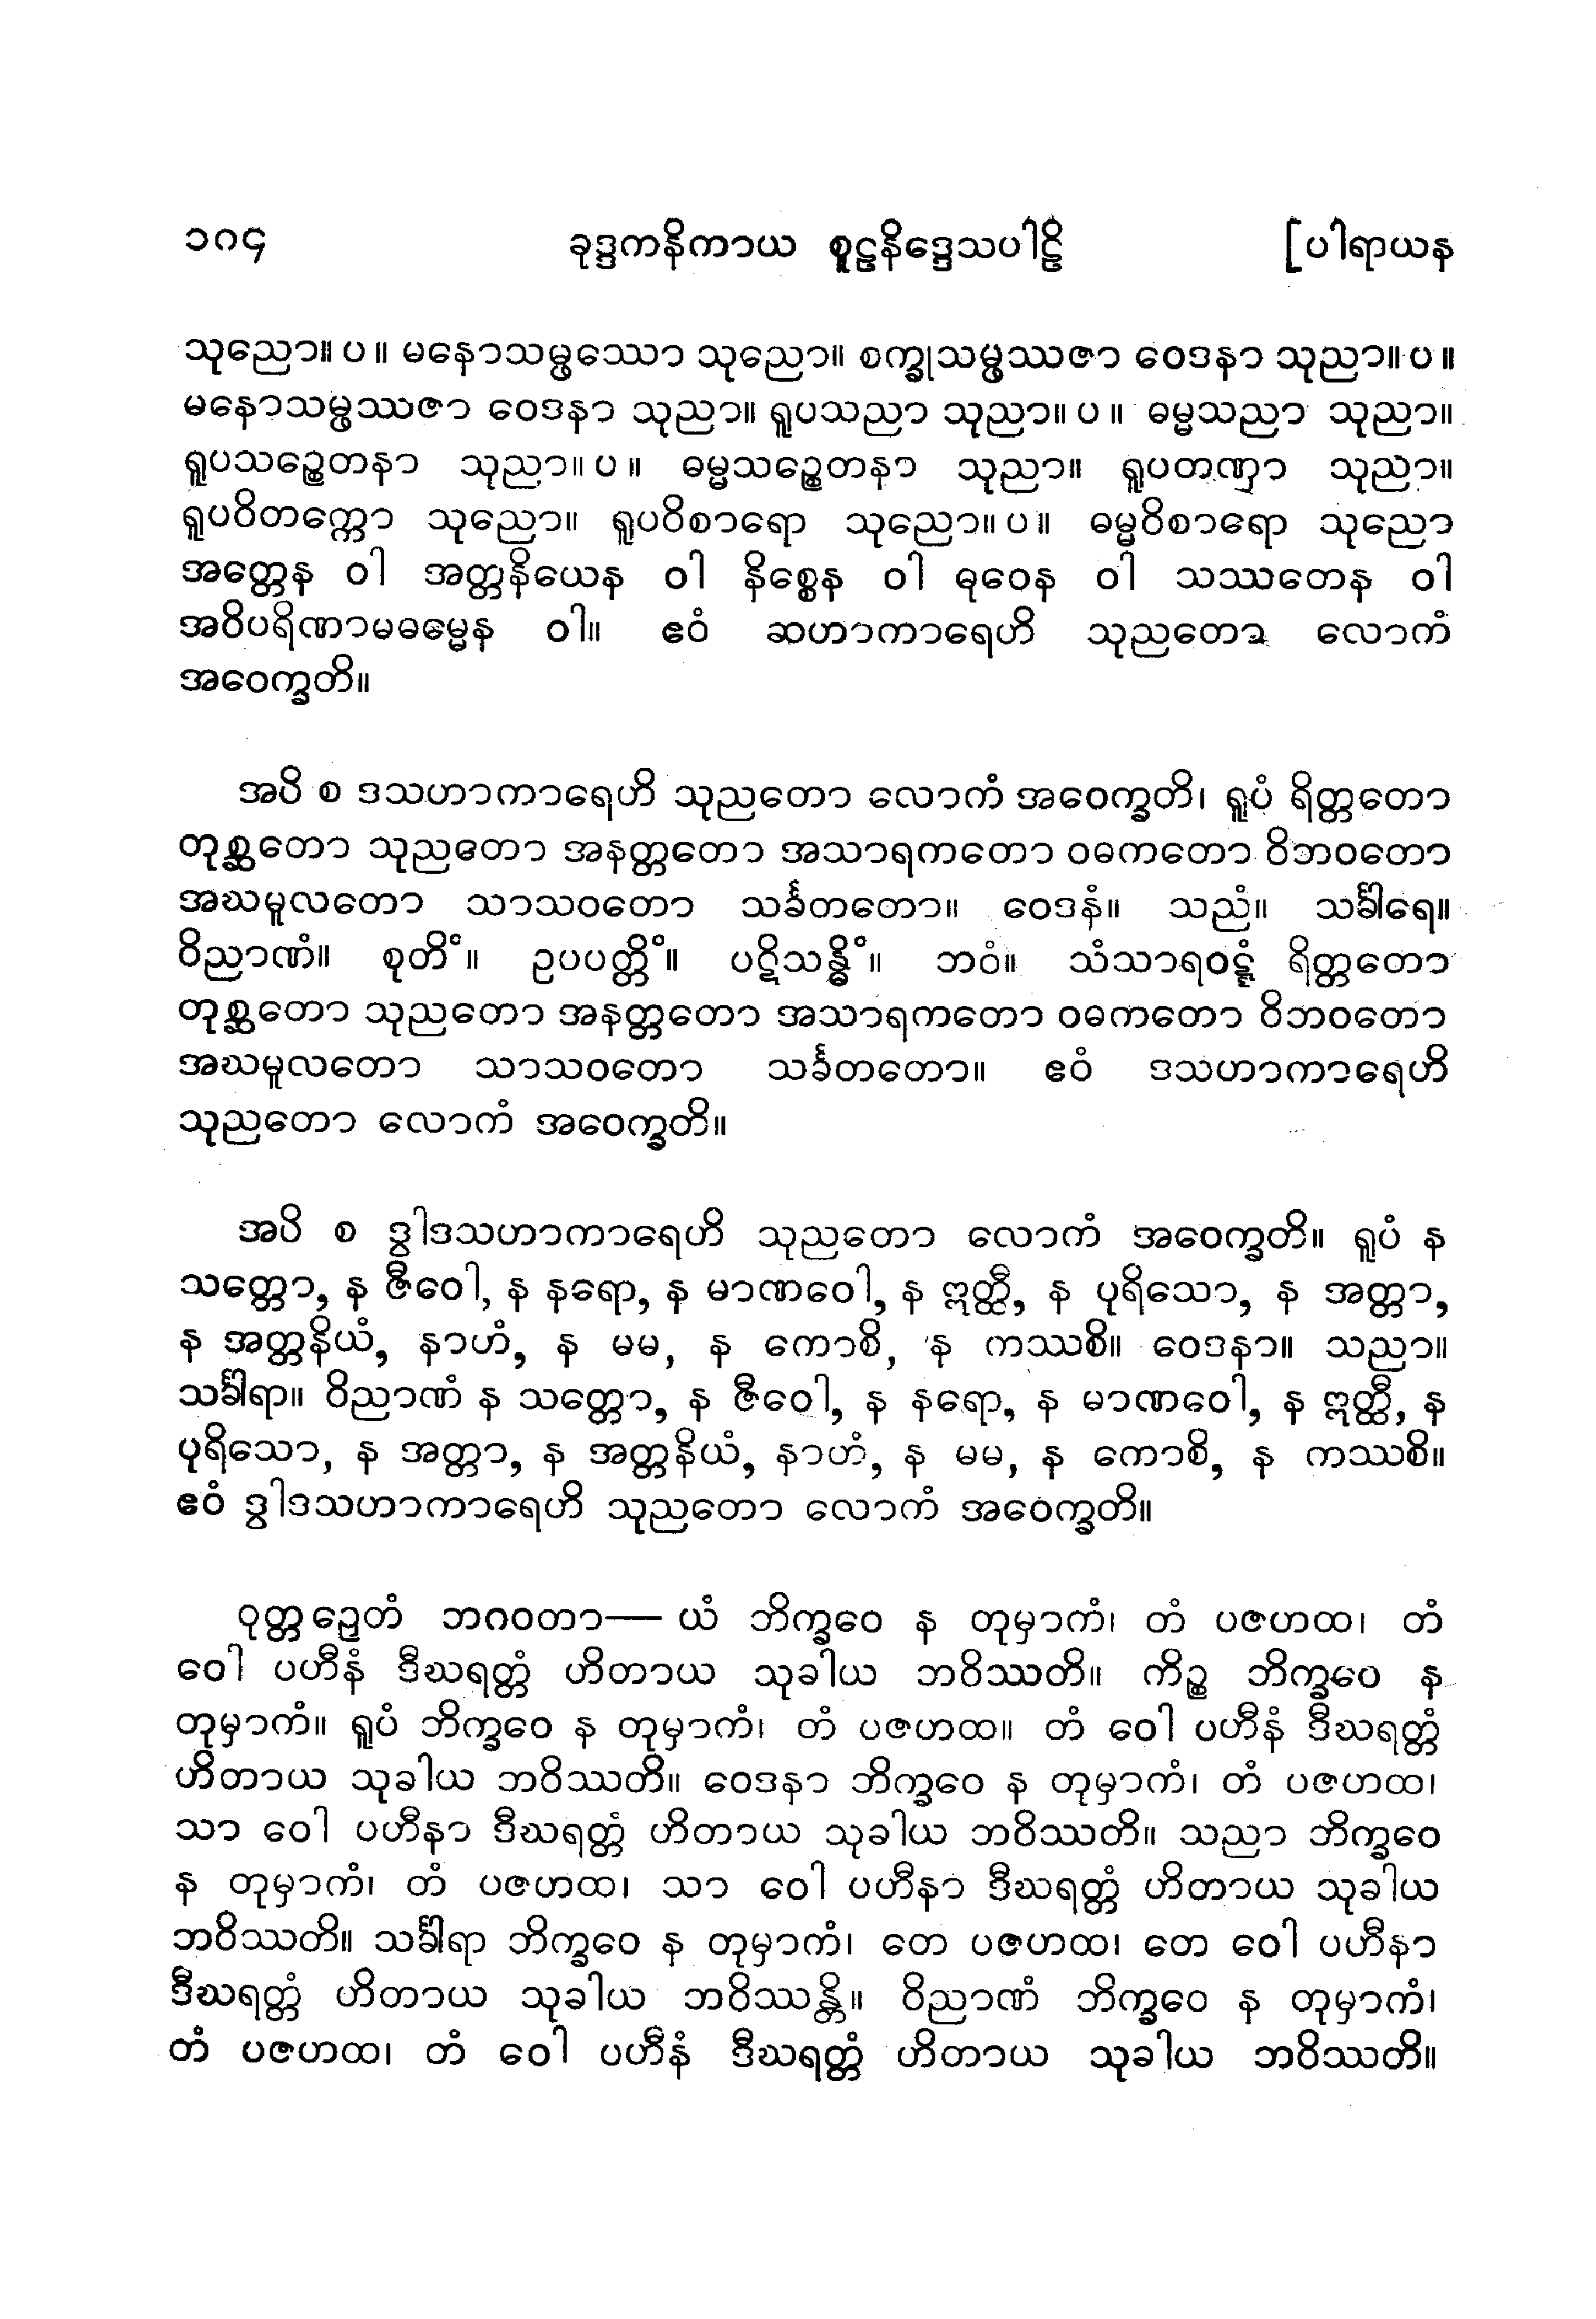 ၁၈၄ ခုဒ္ဒကနိကာယ စူဠနိဒ္ဒေသပါဠိ [ပါရာယန
သုညော။ ပ ။ မနောသမ္ဖဿော သုညော။ စက္ခုသမ္ဖဿဇာ ဝေဒနာ သုညာ။ ပ ။
မနောသမ္ဖဿဇာ ဝေဒနာ သုညာ။ ရူပသညာ သုညာ။ ပ ။ ဓမ္မသညာ သုညာ။
ရူပသဉ္စေတနာ သုညာ။ ပ ။ ဓမ္မသဉ္စေတနာ သုညာ။ ရူပတဏှာ သုညာ။
ရူပဝိတက္ကော သုညော။ ရူပဝိစာရော သုညော။ ပ ။ ဓမ္မဝိစာရော သုညော
အတ္တေန ဝါ အတ္တနိယေန ဝါ နိစ္စေန ဝါ ဓုဝေန ဝါ သဿတေန ဝါ
အဝိပရိဏာမဓမ္မေန ဝါ။ ဧဝံ ဆဟာကာရေဟိ သုညတော လောကံ
အဝေက္ခတိ။
အပိ စ ဒသဟာကာရေဟိ သုညတော လောကံ အဝေက္ခတိ၊ ရူပံ ရိတ္တတော
တုစ္ဆတော သုညတော အနတ္တတော အသာရကတော ဝဓကတော ဝိဘဝတော
အဃမူလတော သာသဝတော သင်္ခတတော။ ဝေဒနံ။ သညံ။ သင်္ခါရေ။
ဝိညာဏံ။ စုတိံ။ ဥပပတ္တိံ။ ပဋိသန္ဓိံ။ ဘဝံ။ သံသာရဝဋ္ဋံ ရိတ္တတော
တုစ္ဆတော သုညတော အနတ္တတော အသာရကတော ဝဓကတော ဝိဘဝတော
အဃမူလတော သာသဝတော သင်္ခတတော။ ဧဝံ ဒသဟာကာရေဟိ
သုညတော လောကံ အဝေက္ခတိ။
အပိ စ ဒွါဒသဟာကာရေဟိ သုညတော လောကံ အဝေက္ခတိ။ ရူပံ န
သတ္တော, န ဇီဝေါ, န နရော, န မာဏဝေါ, န ဣတ္ထီ, န ပုရိသော, န အတ္တာ,
န အတ္တနိယံ, နာဟံ, န မမ, န ကောစိ, န ကဿစိ။ ဝေဒနာ။ သညာ။
သင်္ခါရာ။ ဝိညာဏံ န သတ္တော, န ဇီဝေါ, န နရော, န မာဏဝေါ, န ဣတ္ထီ, န
ပုရိသော, န အတ္တာ, န အတ္တနိယံ, နာဟံ, န မမ, န ကောစိ, န ကဿစိ။
ဧဝံ ဒွါဒသဟာကာရေဟိ သုညတော လောကံ အဝေက္ခတိ။
ဝုတ္တဉှေတံ ဘဂဝတာ— ယံ ဘိက္ခဝေ န တုမှာကံ၊ တံ ပဇဟထ၊ တံ
ဝေါ ပဟီနံ ဒီဃရတ္တံ ဟိတာယ သုခါယ ဘဝိဿတိ။ ကိဉ္စ ဘိက္ခဝေ န
တုမှာကံ။ ရူပံ ဘိက္ခဝေ န တုမှာကံ၊ တံ ပဇဟထ။ တံ ဝေါ ပဟီနံ ဒီဃရတ္တံ
ဟိတာယ သုခါယ ဘဝိဿတိ။ ဝေဒနာ ဘိက္ခဝေ န တုမှာကံ၊ တံ ပဇဟထ၊
သာ ဝေါ ပဟီနာ ဒီဃရတ္တံ ဟိတာယ သုခါယ ဘဝိဿတိ။ သညာ ဘိက္ခဝေ
န တုမှာကံ၊ တံ ပဇဟထ၊ သာ ဝေါ ပဟီနာ ဒီဃရတ္တံ ဟိတာယ သုခါယ
ဘဝိဿတိ။ သင်္ခါရာ ဘိက္ခဝေ န တုမှာကံ၊ တေ ပဇဟထ၊ တေ ဝေါ ပဟီနာ
ဒီဃရတ္တံ ဟိတာယ သုခါယ ဘဝိဿန္တိ။ ဝိညာဏံ ဘိက္ခဝေ န တုမှာကံ၊
တံ ပဇဟထ၊ တံ ဝေါ ပဟီနံ ဒီဃရတ္တံ ဟိတာယ သုခါယ ဘဝိဿတိ။